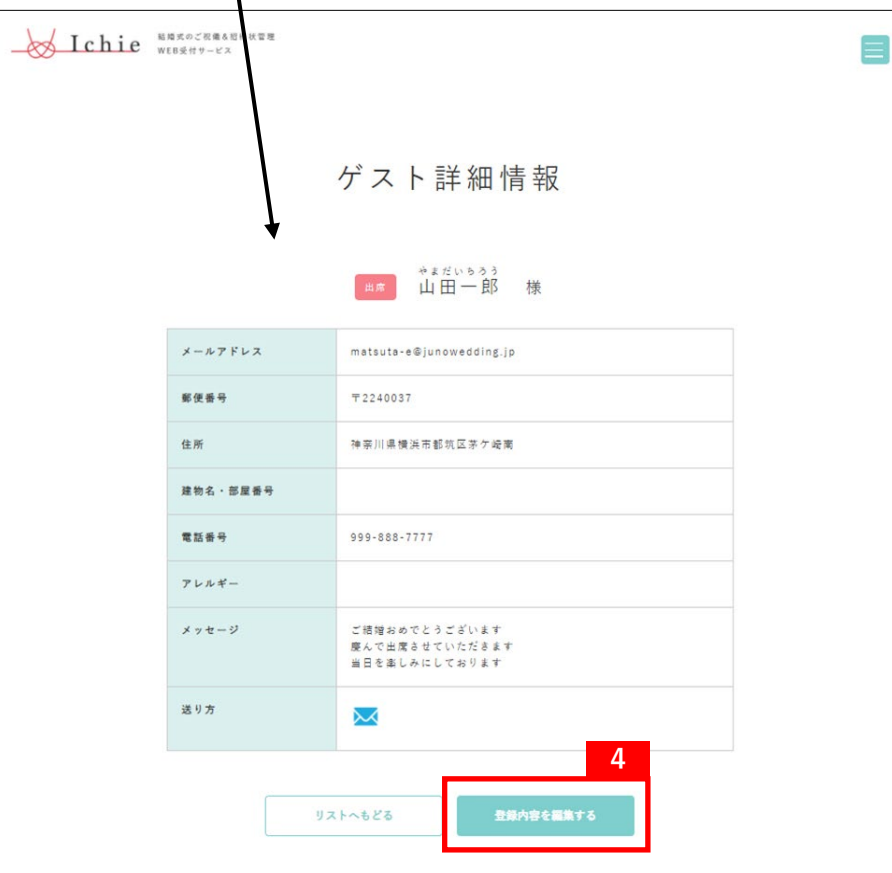 Ichie
結婚式のご祝儀&招待状管理
WEB受付サービス
ゲスト詳細情報
出席
やまだいちろう
山田一郎 様
メールアドレス
matsuta-e@junowedding.jp
郵便番号
〒2240037
住所
神奈川県横浜市都筑区茅ケ崎南
建物名・部屋番号
電話番号
999-888-7777
アレルギー
メッセージ
ご結婚おめでとうございます
慶んで出席させていただきます
当日を楽しみにしております
送り方
4
リストへもどる
登録内容を編集する